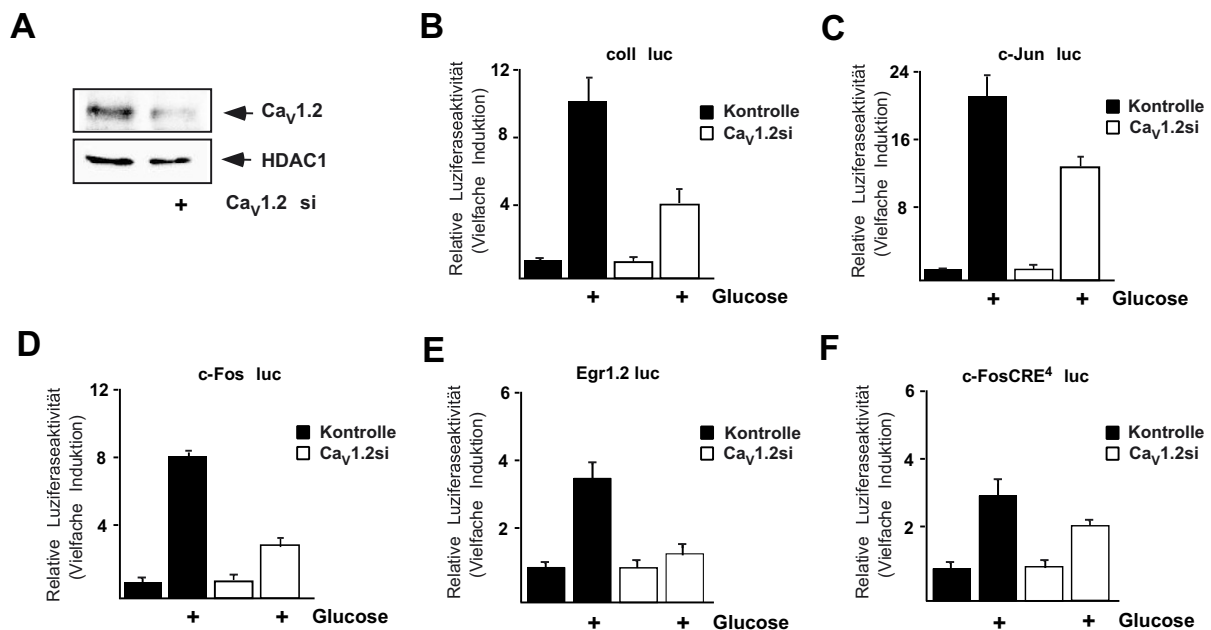 A
Cav1.2
HDAC1
+ Cav1.2 si
B
coll luc
Relative Luziferaseaktivität
(Vielfache Induktion)
12
8
4
Kontrolle
Cav1.2si
+ + Glucose
C
c-Jun luc
Relative Luziferaseaktivität
(Vielfache Induktion)
24
16
8
Kontrolle
Cav1.2si
+ + Glucose
D
c-Fos luc
Relative Luziferaseaktivität
(Vielfache Induktion)
12
8
4
Kontrolle
Cav1.2si
+ + Glucose
E
Egr1.2 luc
Relative Luziferaseaktivität
(Vielfache Induktion)
6
4
2
Kontrolle
Cav1.2si
+ + Glucose
F
c-FosCRE⁴ luc
Relative Luziferaseaktivität
(Vielfache Induktion)
6
4
2
Kontrolle
Cav1.2si
+ + Glucose